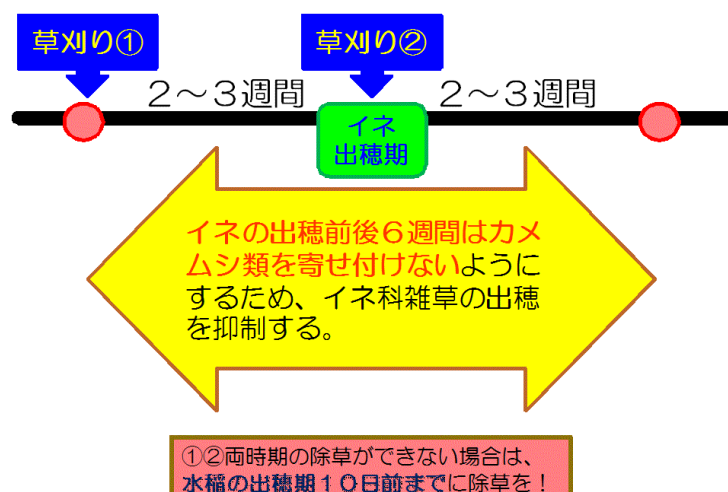 草刈り①
草刈り②
2～3週間
2～3週間
イネ
出穂期
イネの出穂前後6週間はカメ
ムシ類を寄せ付けないように
するため、イネ科雑草の出穂
を抑制する。
①②両時期の除草ができない場合は、
水稲の出穂期10日前までに除草を！